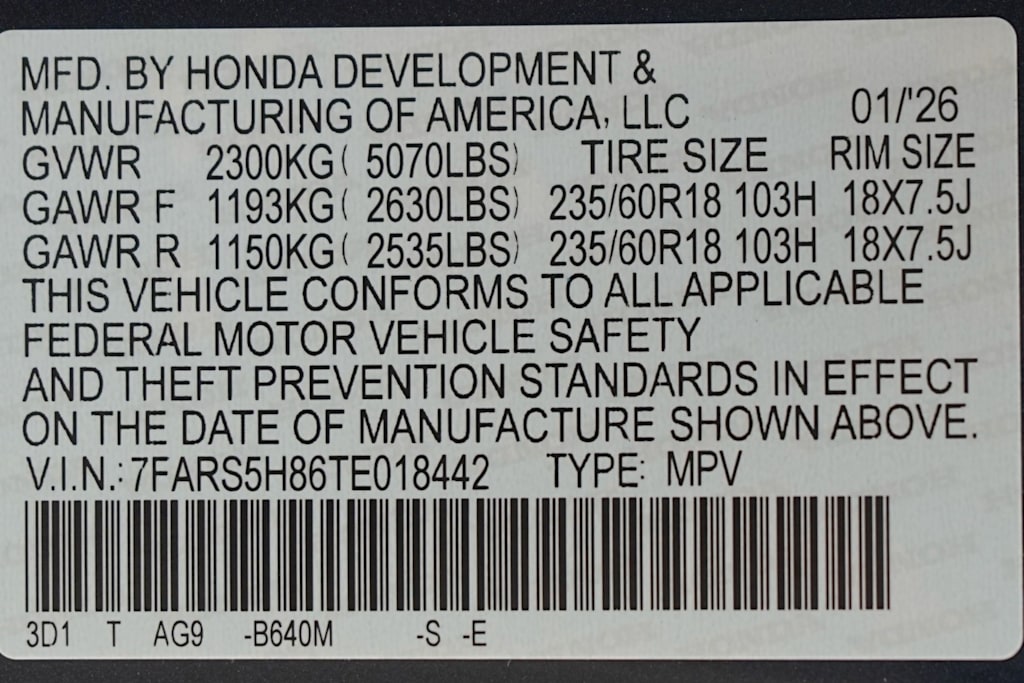 MFD. BY HONDA DEVELOPMENT &
MANUFACTURING OF AMERICA, LLC 01/'26
GVWR 2300KG( 5070LBS) TIRE SIZE RIM SIZE
GAWR F 1193KG( 2630LBS) 235/60R18 103H 18X7.5J
GAWR R 1150KG( 2535LBS) 235/60R18 103H 18X7.5J
THIS VEHICLE CONFORMS TO ALL APPLICABLE
FEDERAL MOTOR VEHICLE SAFETY
AND THEFT PREVENTION STANDARDS IN EFFECT
ON THE DATE OF MANUFACTURE SHOWN ABOVE.
V.I.N.: 7FARS5H86TE018442 TYPE: MPV
3D1 T AG9 -B640M -S -E